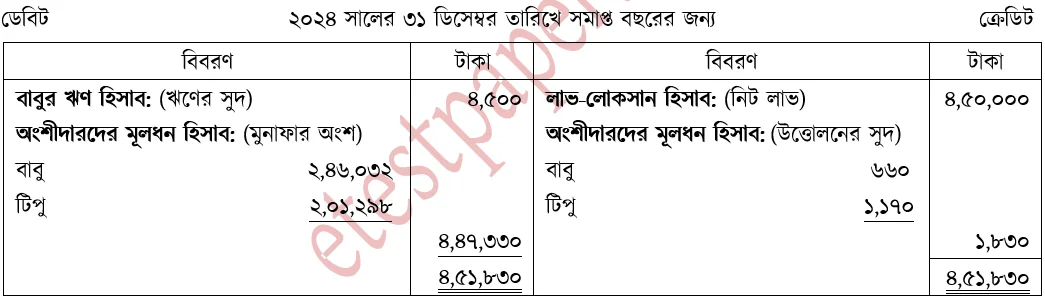 ডেবিট ২০২৪ সালের ৩১ ডিসেম্বর তারিখে সমাপ্ত বছরের জন্য ক্রেডিট
বিবরণ টাকা বিবরণ টাকা
বাবুর ঋণ হিসাব: (ঋণের সুদ) ৪,৫০০ লাভ-লোকসান হিসাব: (নিট লাভ) ৪,৫০,০০০
অংশীদারদের মূলধন হিসাব: (মুনাফার অংশ) অংশীদারদের মূলধন হিসাব: (উত্তোলনের সুদ)
বাবু ২,৪৬,০৩২ বাবু ৬৬০
টিপু ২,০১,২৯৮ টিপু ১,১৭০
৪,৪৭,৩৩০ ১,৮৩০
৪,৫১,৮৩০ ৪,৫১,৮৩০
etestpaper